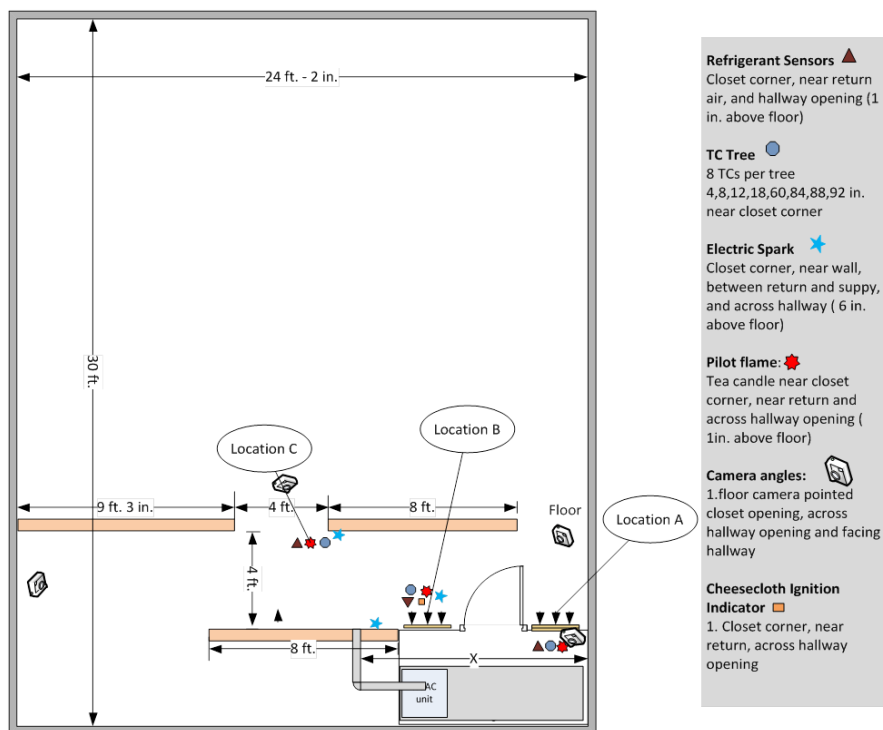 24 ft. - 2 in.
30 ft.
Location C
Location B
Location A
Floor
9 ft. 3 in.
4 ft.
8 ft.
4 ft.
8 ft.
X
AC
unit
Refrigerant Sensors
Closet corner, near return
air, and hallway opening (1
in. above floor)
TC Tree
8 TCs per tree
4,8,12,18,60,84,88,92 in.
near closet corner
Electric Spark
Closet corner, near wall,
between return and suppy,
and across hallway ( 6 in.
above floor)
Pilot flame:
Tea candle near closet
corner, near return and
across hallway opening (
1in. above floor)
Camera angles:
1.floor camera pointed
closet opening, across
hallway opening and facing
hallway
Cheesecloth Ignition
Indicator
1. Closet corner, near
return, across hallway
opening